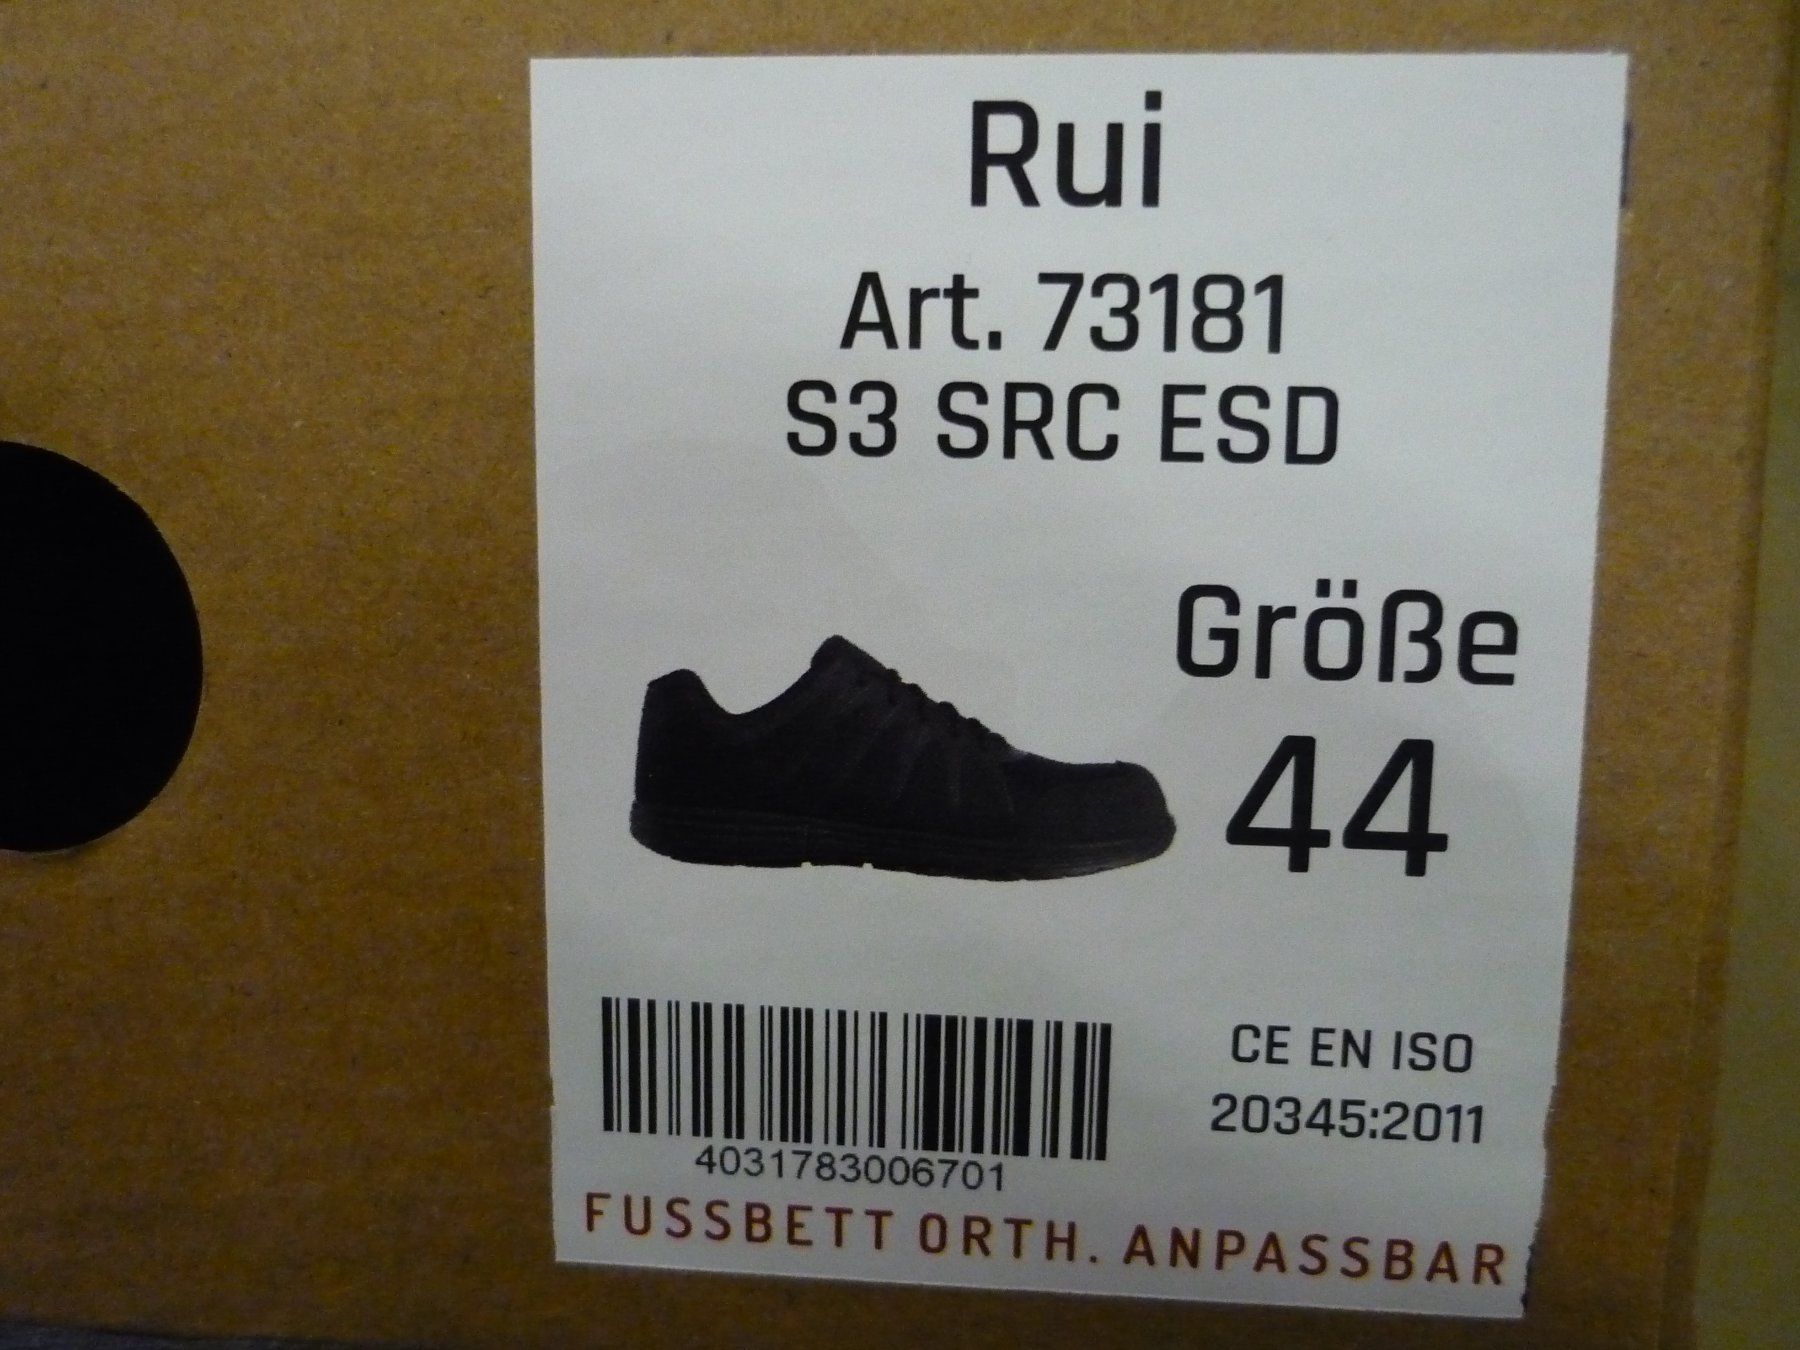 Rui
Art. 73181
S3 SRC ESD
Größe
44
CE EN ISO
20345:2011
4031783006701
FUSSBETT ORTH. ANPASSBAR